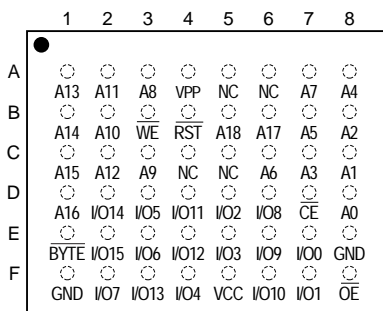 1 2 3 4 5 6 7 8
A
A13 A11 A8 VPP NC NC A7 A4
B
A14 A10 WE RST A18 A17 A5 A2
C
A15 A12 A9 NC NC A6 A3 A1
D
A16 I/O14 I/O5 I/O11 I/O2 I/O8 CE A0
E
BYTE I/O15 I/O6 I/O12 I/O3 I/O9 I/O0 GND
F
GND I/O7 I/O13 I/O4 VCC I/O10 I/O1 OE